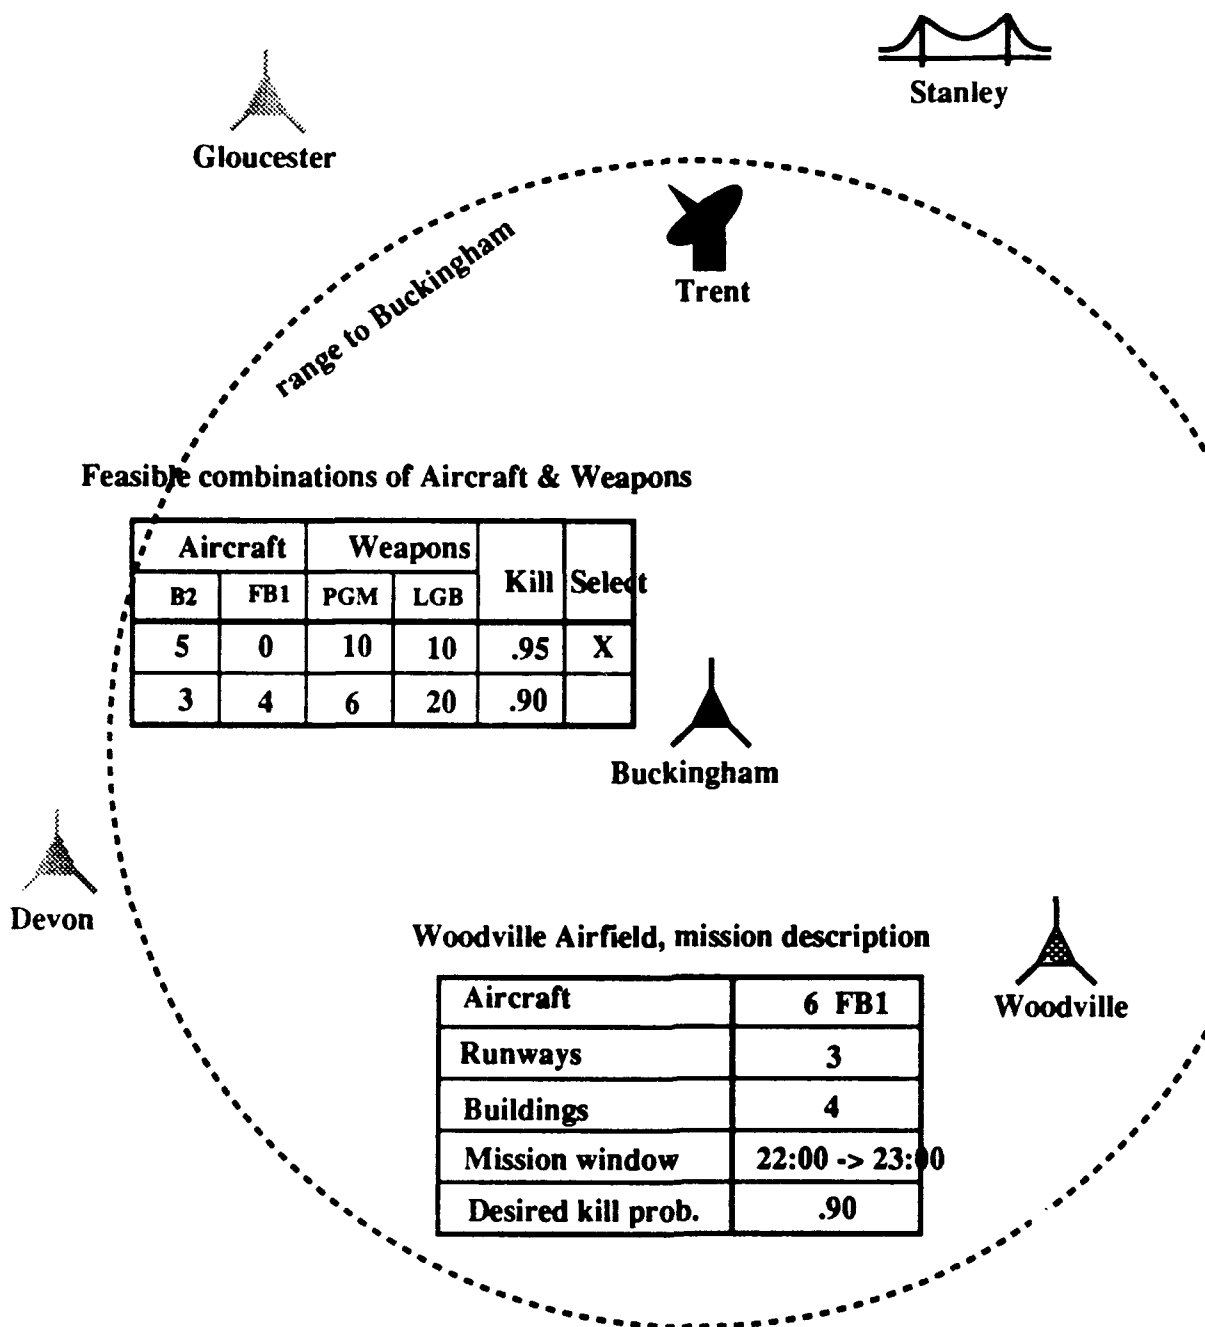 Stanley
Gloucester
Trent
range to Buckingham
Feasible combinations of Aircraft & Weapons
Aircraft Weapons Kill Select
B2 FB1 PGM LGB
5 0 10 10 .95 X
3 4 6 20 .90
Buckingham
Devon
Woodville
Woodville Airfield, mission description
Aircraft 6 FB1
Runways 3
Buildings 4
Mission window 22:00 -> 23:00
Desired kill prob. .90